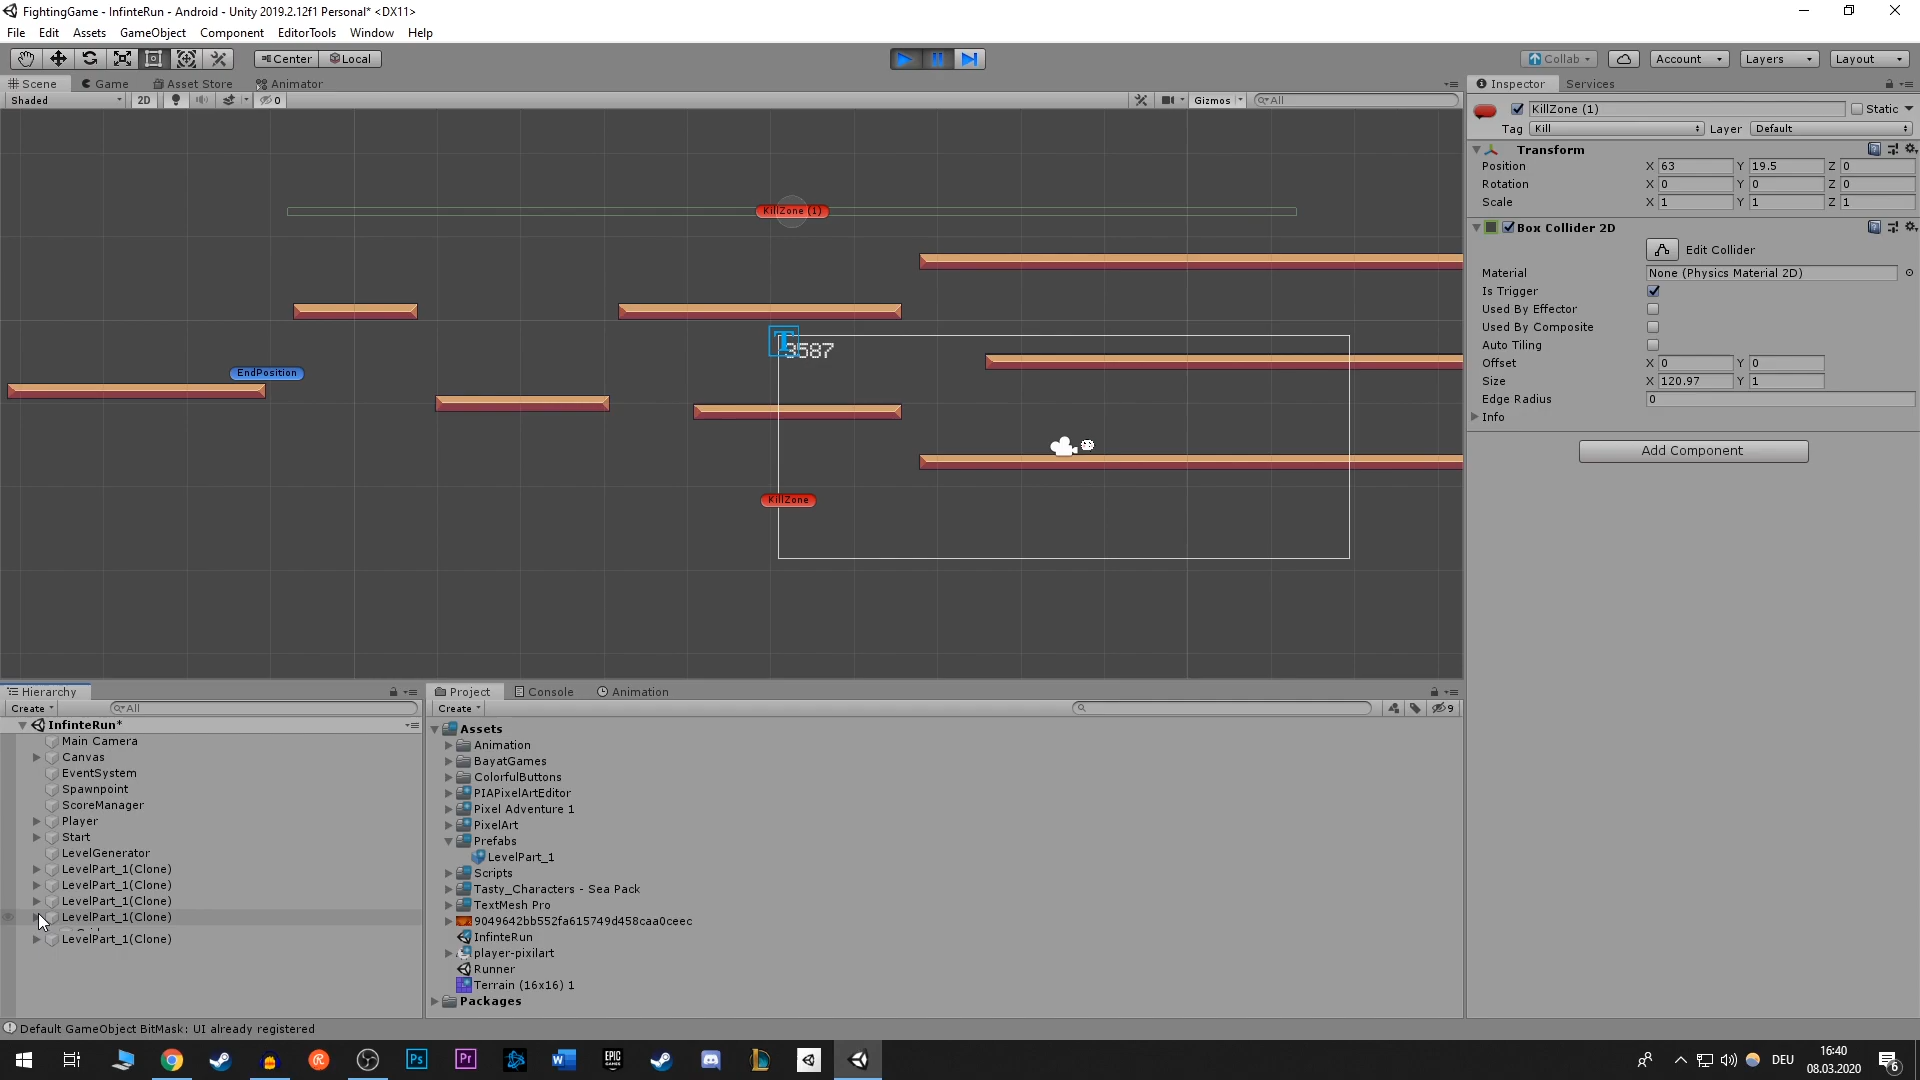 FightingGame - InfinteRun - Android - Unity 2019.2.12f1 Personal* <DX11>
File Edit Assets GameObject Component EditorTools Window Help
Center Local
Collab Account Layers Layout
Scene Game Asset Store Animator
Inspector Services
Shaded 2D 0 Gizmos All
KillZone (1) Static
Tag Kill Layer Default
Transform
Position X 63 Y 19.5 Z 0
Rotation X 0 Y 0 Z 0
Scale X 1 Y 1 Z 1
Box Collider 2D
Edit Collider
Material None (Physics Material 2D)
Is Trigger
Used By Effector
Used By Composite
Auto Tiling
Offset X 0 Y 0
Size X 120.97 Y 1
Edge Radius 0
Info
Add Component
KillZone (1)
3587
EndPosition
KillZone
Hierarchy
Create All
InfinteRun*
Main Camera
Canvas
EventSystem
Spawnpoint
ScoreManager
Player
Start
LevelGenerator
LevelPart_1(Clone)
LevelPart_1(Clone)
LevelPart_1(Clone)
LevelPart_1(Clone)
LevelPart_1(Clone)
Project Console Animation
Create 9
Assets
Animation
BayatGames
ColorfulButtons
PIAPixelArtEditor
Pixel Adventure 1
PixelArt
Prefabs
LevelPart_1
Scripts
Tasty_Characters - Sea Pack
TextMesh Pro
9049642bb552fa615749d458caa0ceec
InfinteRun
player-pixilart
Runner
Terrain (16x16) 1
Packages
Default GameObject BitMask: UI already registered
Ps Pr W EPIC GAMES DEU
16:40
08.03.2020
6